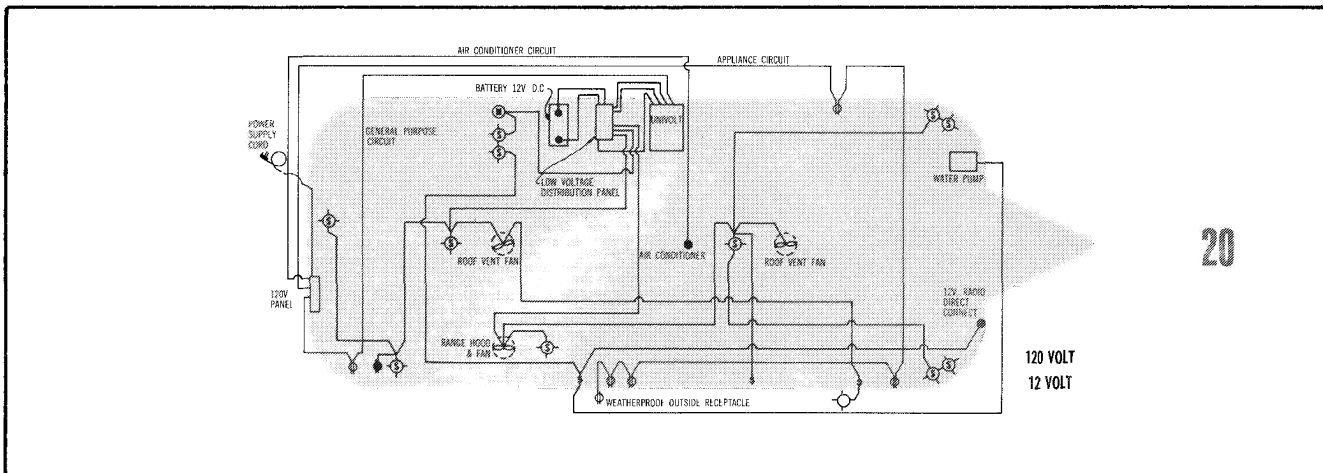 AIR CONDITIONER CIRCUIT
APPLIANCE CIRCUIT
BATTERY 12V D.C
UNIVOLT
POWER
SUPPLY
CORD
GENERAL PURPOSE
CIRCUIT
LOW VOLTAGE
DISTRIBUTION PANEL
WATER PUMP
ROOF VENT FAN
AIR CONDITIONER
ROOF VENT FAN
20
120V
PANEL
12V. RADIO
DIRECT
CONNECT
RANGE HOOD
& FAN
120 VOLT
12 VOLT
WEATHERPROOF OUTSIDE RECEPTACLE